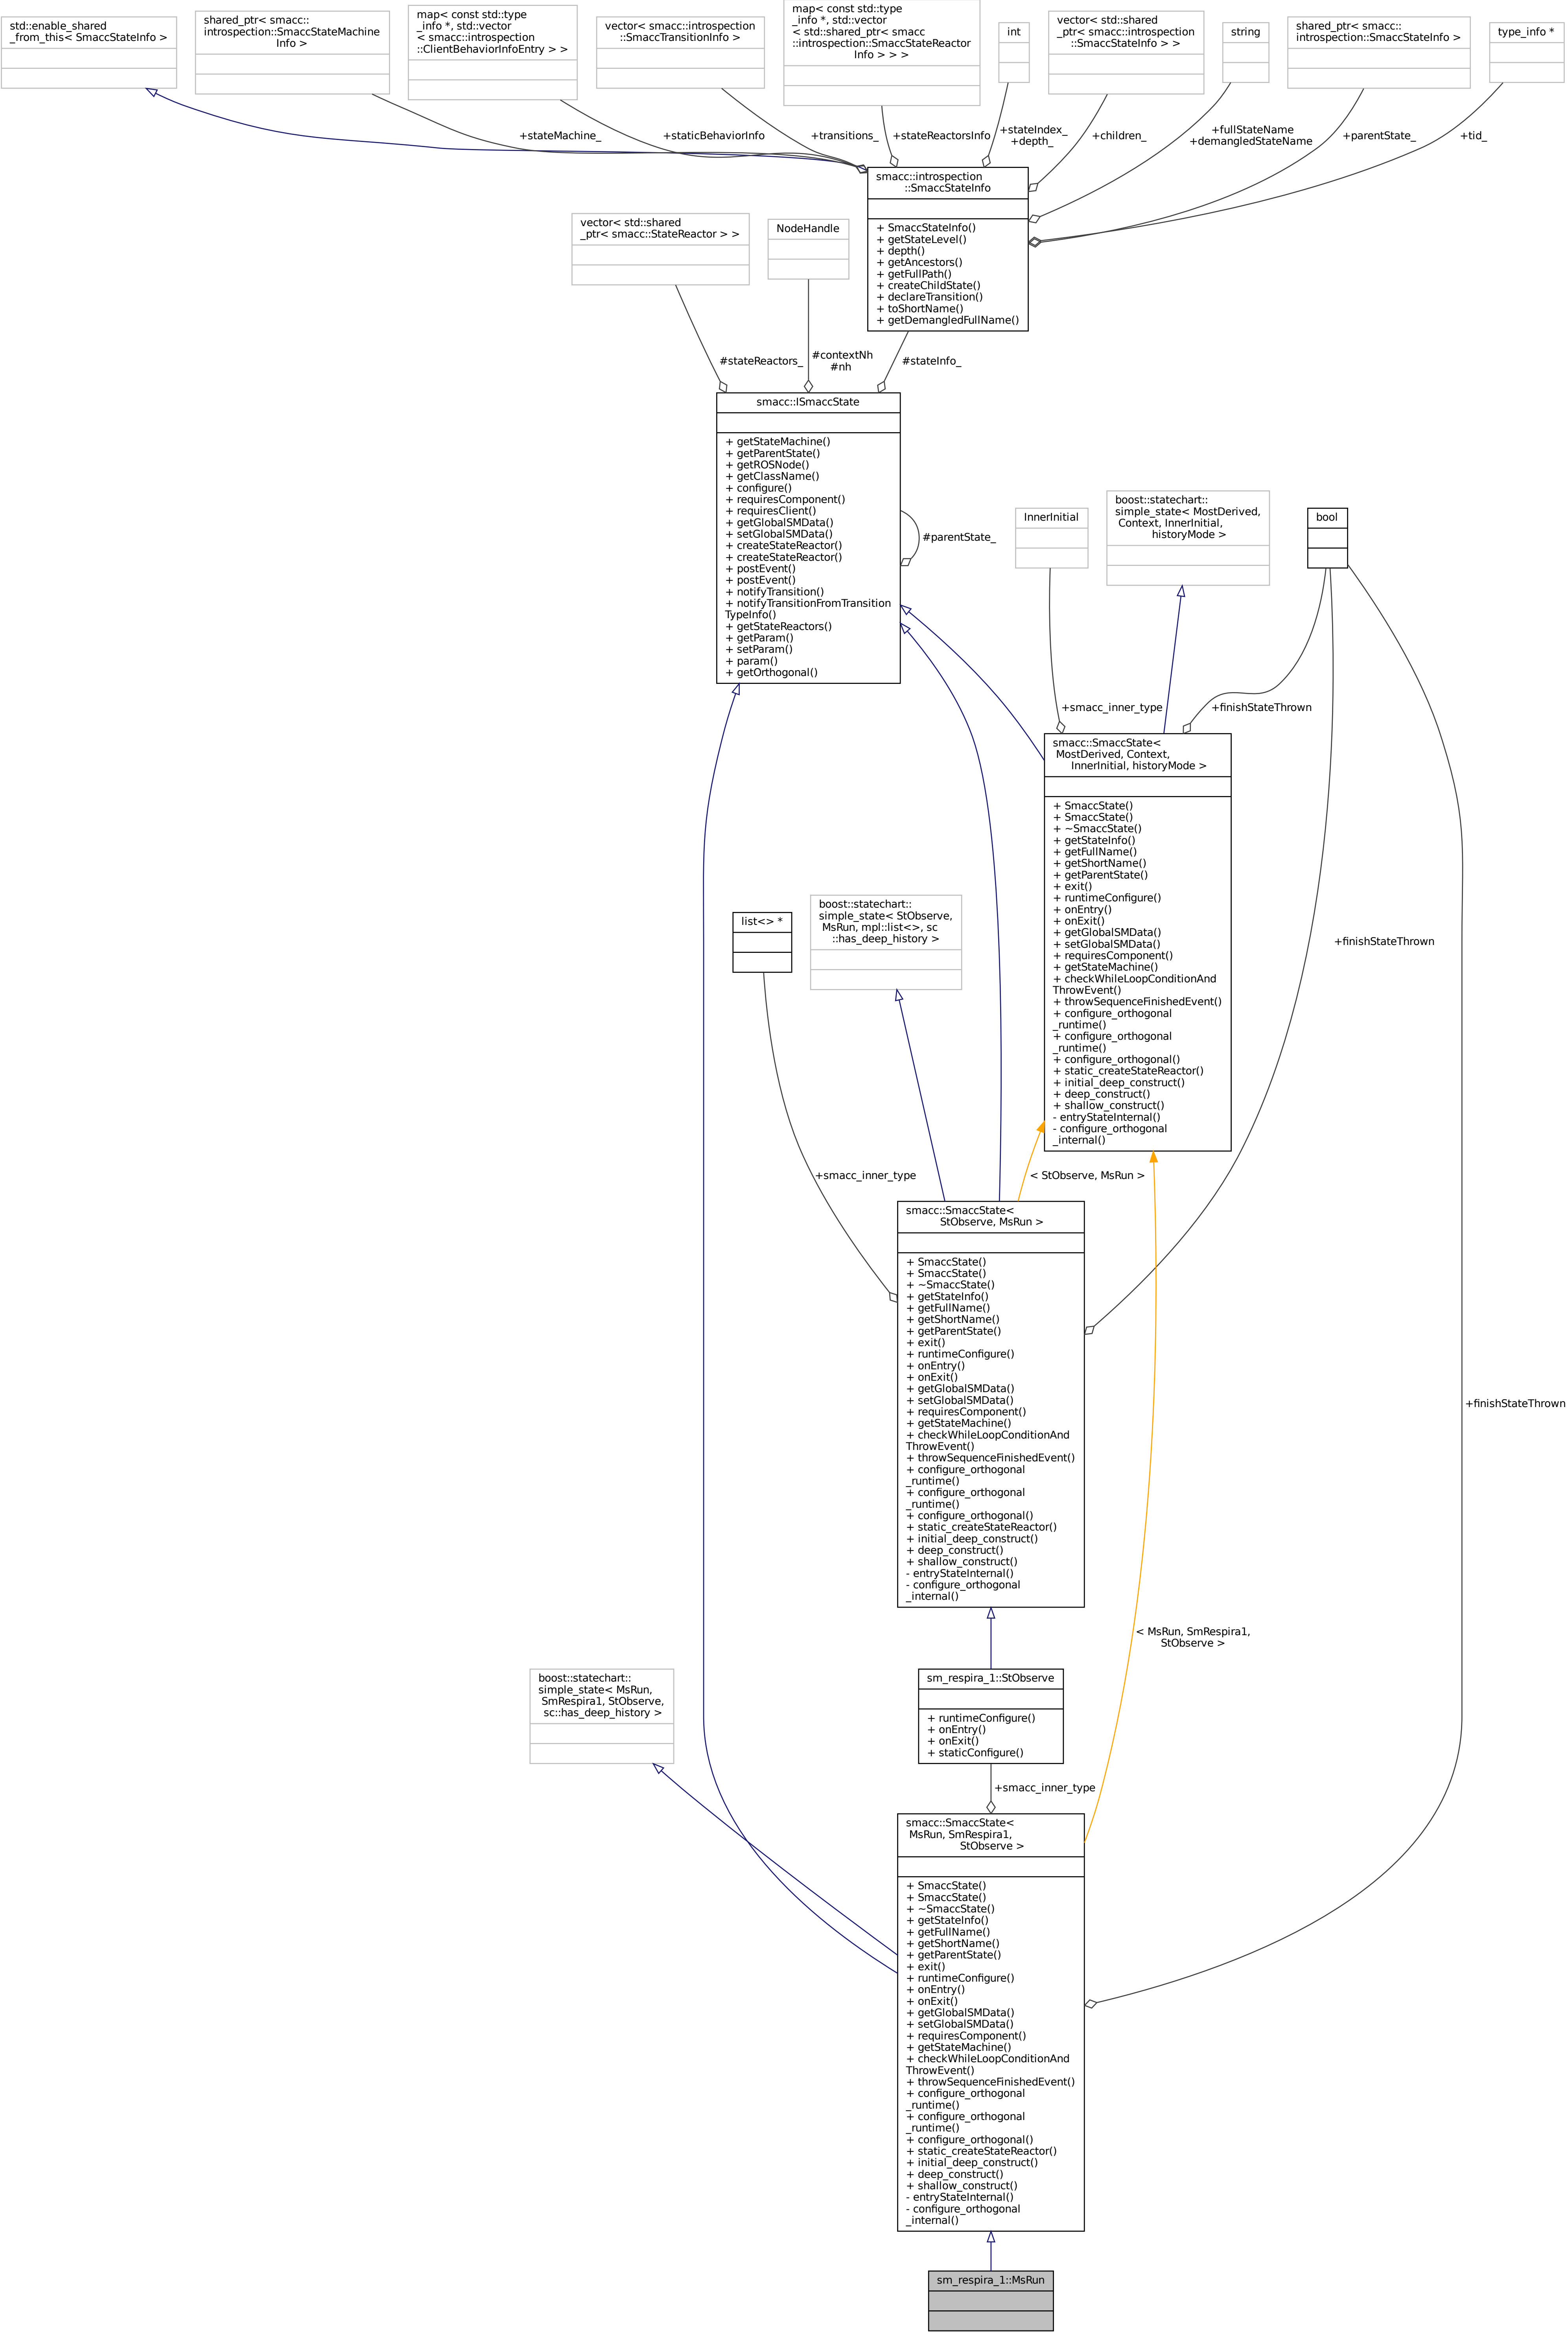 std::enable_shared
_from_this< SmaccStateInfo >
shared_ptr< smacc::
introspection::SmaccStateMachine
Info >
map< const std::type
_info *, std::vector
< smacc::introspection
::ClientBehaviorInfoEntry > >
vector< smacc::introspection
::SmaccTransitionInfo >
map< const std::type
_info *, std::vector
< std::shared_ptr< smacc
::introspection::SmaccStateReactor
Info > > >
int
vector< std::shared
_ptr< smacc::introspection
::SmaccStateInfo > >
string
shared_ptr< smacc::
introspection::SmaccStateInfo >
type_info *
+stateMachine_
+staticBehaviorInfo
+transitions_
+stateReactorsInfo
+stateIndex_
+depth_
+children_
+fullStateName
+demangledStateName
+parentState_
+tid_
smacc::introspection
::SmaccStateInfo
+ SmaccStateInfo()
+ getStateLevel()
+ depth()
+ getAncestors()
+ getFullPath()
+ createChildState()
+ declareTransition()
+ toShortName()
+ getDemangledFullName()
vector< std::shared
_ptr< smacc::StateReactor > >
NodeHandle
#stateReactors_
#contextNh
#nh
#stateInfo_
smacc::ISmaccState
+ getStateMachine()
+ getParentState()
+ getROSNode()
+ getClassName()
+ configure()
+ requiresComponent()
+ requiresClient()
+ getGlobalSMData()
+ setGlobalSMData()
+ createStateReactor()
+ createStateReactor()
+ postEvent()
+ postEvent()
+ notifyTransition()
+ notifyTransitionFromTransition
TypeInfo()
+ getStateReactors()
+ getParam()
+ setParam()
+ param()
+ getOrthogonal()
#parentState_
InnerInitial
boost::statechart::
simple_state< MostDerived,
Context, InnerInitial,
historyMode >
bool
+smacc_inner_type
+finishStateThrown
smacc::SmaccState<
MostDerived, Context,
InnerInitial, historyMode >
+ SmaccState()
+ SmaccState()
+ ~SmaccState()
+ getStateInfo()
+ getFullName()
+ getShortName()
+ getParentState()
+ exit()
+ runtimeConfigure()
+ onEntry()
+ onExit()
+ getGlobalSMData()
+ setGlobalSMData()
+ requiresComponent()
+ getStateMachine()
+ checkWhileLoopConditionAnd
ThrowEvent()
+ throwSequenceFinishedEvent()
+ configure_orthogonal
_runtime()
+ configure_orthogonal
_runtime()
+ configure_orthogonal()
+ static_createStateReactor()
+ initial_deep_construct()
+ deep_construct()
+ shallow_construct()
- entryStateInternal()
- configure_orthogonal
_internal()
list<> *
boost::statechart::
simple_state< StObserve,
MsRun, mpl::list<>, sc
::has_deep_history >
+finishStateThrown
+smacc_inner_type
< StObserve, MsRun >
smacc::SmaccState<
StObserve, MsRun >
+ SmaccState()
+ SmaccState()
+ ~SmaccState()
+ getStateInfo()
+ getFullName()
+ getShortName()
+ getParentState()
+ exit()
+ runtimeConfigure()
+ onEntry()
+ onExit()
+ getGlobalSMData()
+ setGlobalSMData()
+ requiresComponent()
+ getStateMachine()
+ checkWhileLoopConditionAnd
ThrowEvent()
+ throwSequenceFinishedEvent()
+ configure_orthogonal
_runtime()
+ configure_orthogonal
_runtime()
+ configure_orthogonal()
+ static_createStateReactor()
+ initial_deep_construct()
+ deep_construct()
+ shallow_construct()
- entryStateInternal()
- configure_orthogonal
_internal()
+finishStateThrown
< MsRun, SmRespira1,
StObserve >
boost::statechart::
simple_state< MsRun,
SmRespira1, StObserve,
sc::has_deep_history >
sm_respira_1::StObserve
+ runtimeConfigure()
+ onEntry()
+ onExit()
+ staticConfigure()
+smacc_inner_type
smacc::SmaccState<
MsRun, SmRespira1,
StObserve >
+ SmaccState()
+ SmaccState()
+ ~SmaccState()
+ getStateInfo()
+ getFullName()
+ getShortName()
+ getParentState()
+ exit()
+ runtimeConfigure()
+ onEntry()
+ onExit()
+ getGlobalSMData()
+ setGlobalSMData()
+ requiresComponent()
+ getStateMachine()
+ checkWhileLoopConditionAnd
ThrowEvent()
+ throwSequenceFinishedEvent()
+ configure_orthogonal
_runtime()
+ configure_orthogonal
_runtime()
+ configure_orthogonal()
+ static_createStateReactor()
+ initial_deep_construct()
+ deep_construct()
+ shallow_construct()
- entryStateInternal()
- configure_orthogonal
_internal()
sm_respira_1::MsRun